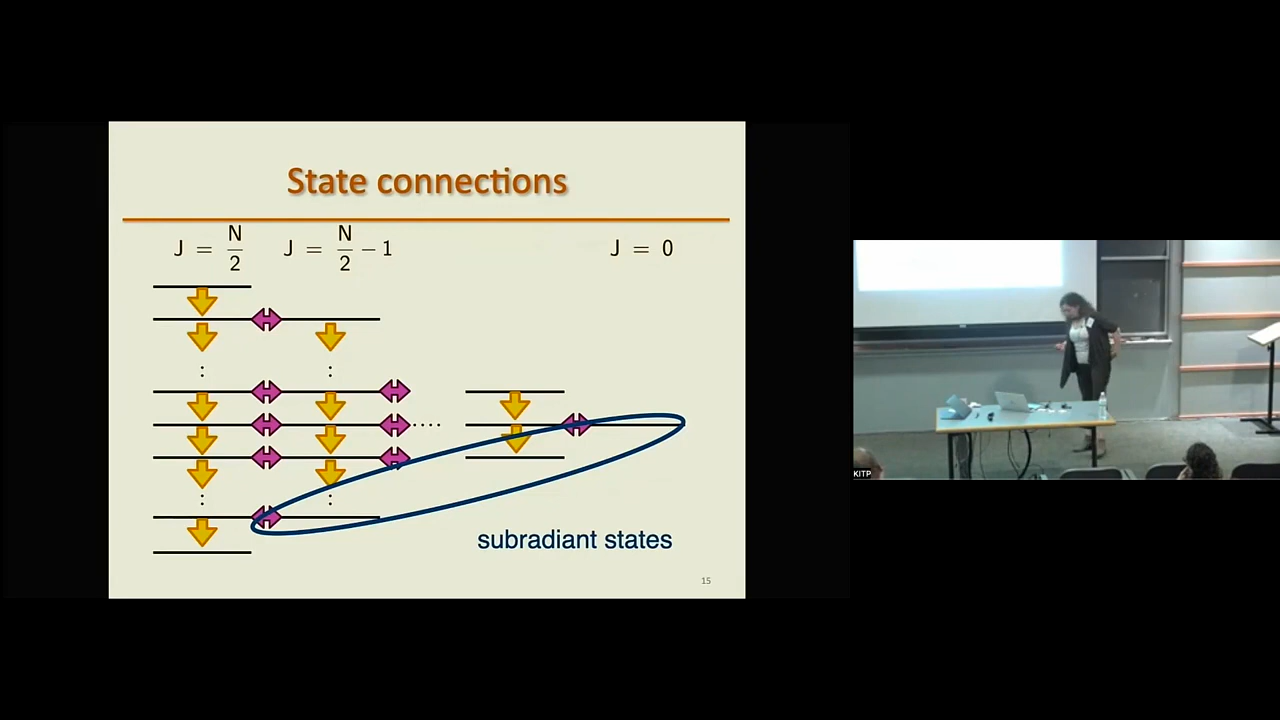 State connections
J = N/2 J = N/2 − 1 J = 0
: :
....
: :
subradiant states
15
KITP